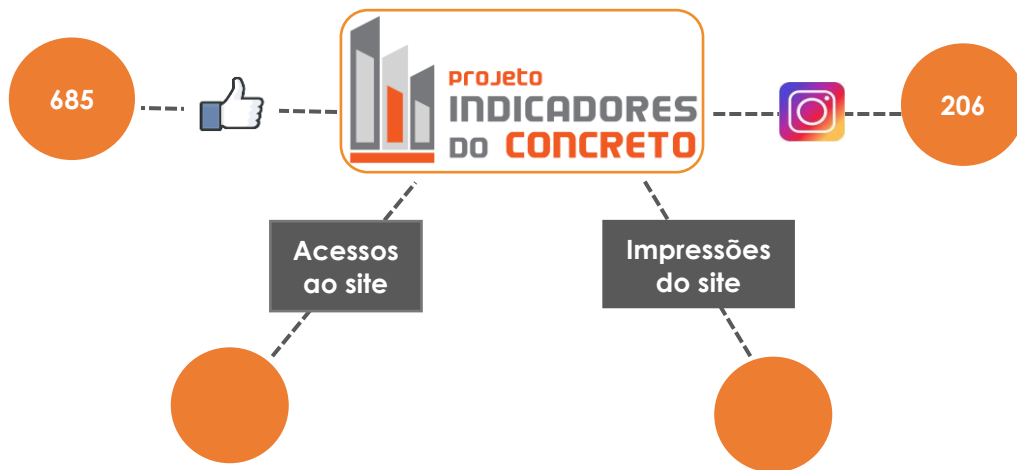 685
PROJETO
INDICADORES
DO CONCRETO
206
Acessos
ao site
Impressões
do site